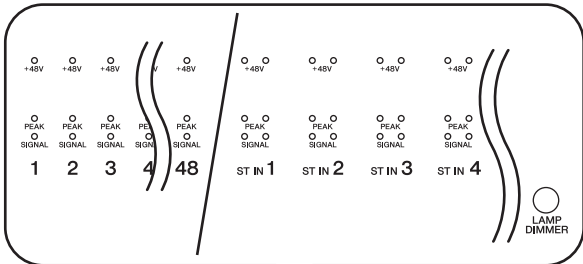 +48V +48V +48V V +48V +48V +48V +48V +48V
PEAK PEAK PEAK PEA PEAK PEAK PEAK PEAK PEAK
SIGNAL SIGNAL SIGNAL SIGNA SIGNAL SIGNAL SIGNAL SIGNAL SIGNAL
1 2 3 4 48 ST IN 1 ST IN 2 ST IN 3 ST IN 4
LAMP
DIMMER